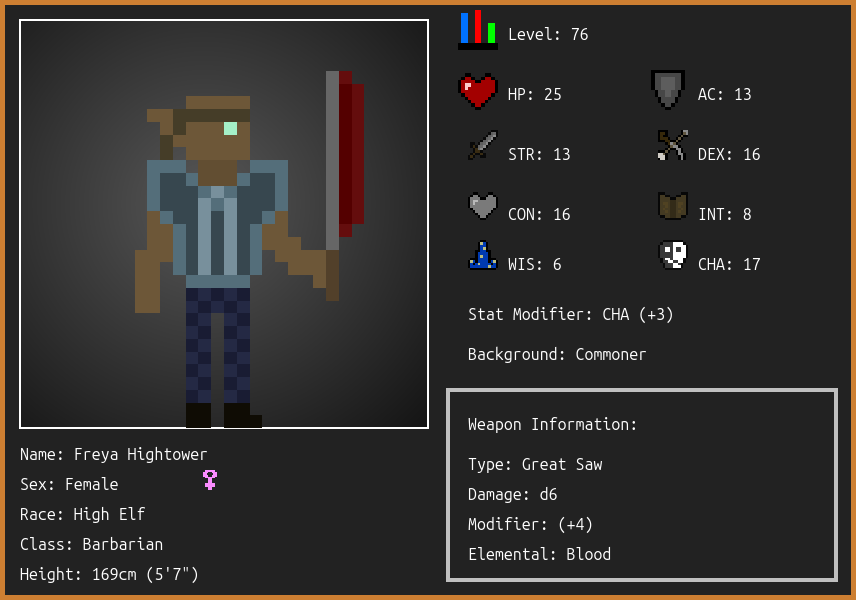 Level: 76
HP: 25
AC: 13
STR: 13
DEX: 16
CON: 16
INT: 8
WIS: 6
CHA: 17
Stat Modifier: CHA (+3)
Background: Commoner
Weapon Information:
Type: Great Saw
Damage: d6
Modifier: (+4)
Elemental: Blood
Name: Freya Hightower
Sex: Female
Race: High Elf
Class: Barbarian
Height: 169cm (5'7")